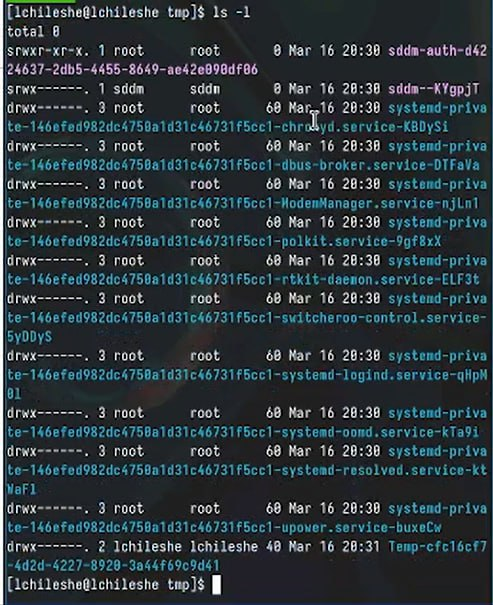 [lchileshe@lchileshe tmp]$ ls -l
total 0
srwxr-xr-x. 1 root      root       0 Mar 16 20:30 sddm-auth-d42
24637-2db5-4455-8649-ae42e090df06
srwx------. 1 sddm      sddm       0 Mar 16 20:30 sddm--KYgpjT
drwx------. 3 root      root      60 Mar 16 20:30 systemd-priva
te-146efed982dc4750a1d31c46731f5cc1-chronyd.service-KBDySi
drwx------. 3 root      root      60 Mar 16 20:30 systemd-priva
te-146efed982dc4750a1d31c46731f5cc1-dbus-broker.service-DTFaVa
drwx------. 3 root      root      60 Mar 16 20:30 systemd-priva
te-146efed982dc4750a1d31c46731f5cc1-ModemManager.service-njLn1
drwx------. 3 root      root      60 Mar 16 20:30 systemd-priva
te-146efed982dc4750a1d31c46731f5cc1-polkit.service-9gf8xX
drwx------. 3 root      root      60 Mar 16 20:30 systemd-priva
te-146efed982dc4750a1d31c46731f5cc1-rtkit-daemon.service-ELF3t
drwx------. 3 root      root      60 Mar 16 20:30 systemd-priva
te-146efed982dc4750a1d31c46731f5cc1-switcheroo-control.service-
5yDDyS
drwx------. 3 root      root      60 Mar 16 20:30 systemd-priva
te-146efed982dc4750a1d31c46731f5cc1-systemd-logind.service-qHpM
0l
drwx------. 3 root      root      60 Mar 16 20:30 systemd-priva
te-146efed982dc4750a1d31c46731f5cc1-systemd-oomd.service-kTa9i
drwx------. 3 root      root      60 Mar 16 20:30 systemd-priva
te-146efed982dc4750a1d31c46731f5cc1-systemd-resolved.service-kt
WaFl
drwx------. 3 root      root      60 Mar 16 20:30 systemd-priva
te-146efed982dc4750a1d31c46731f5cc1-upower.service-buxeCw
drwx------. 2 lchileshe lchileshe 40 Mar 16 20:31 Temp-cfc16cf7
-4d2d-4227-8920-3a44f69c9d41
[lchileshe@lchileshe tmp]$